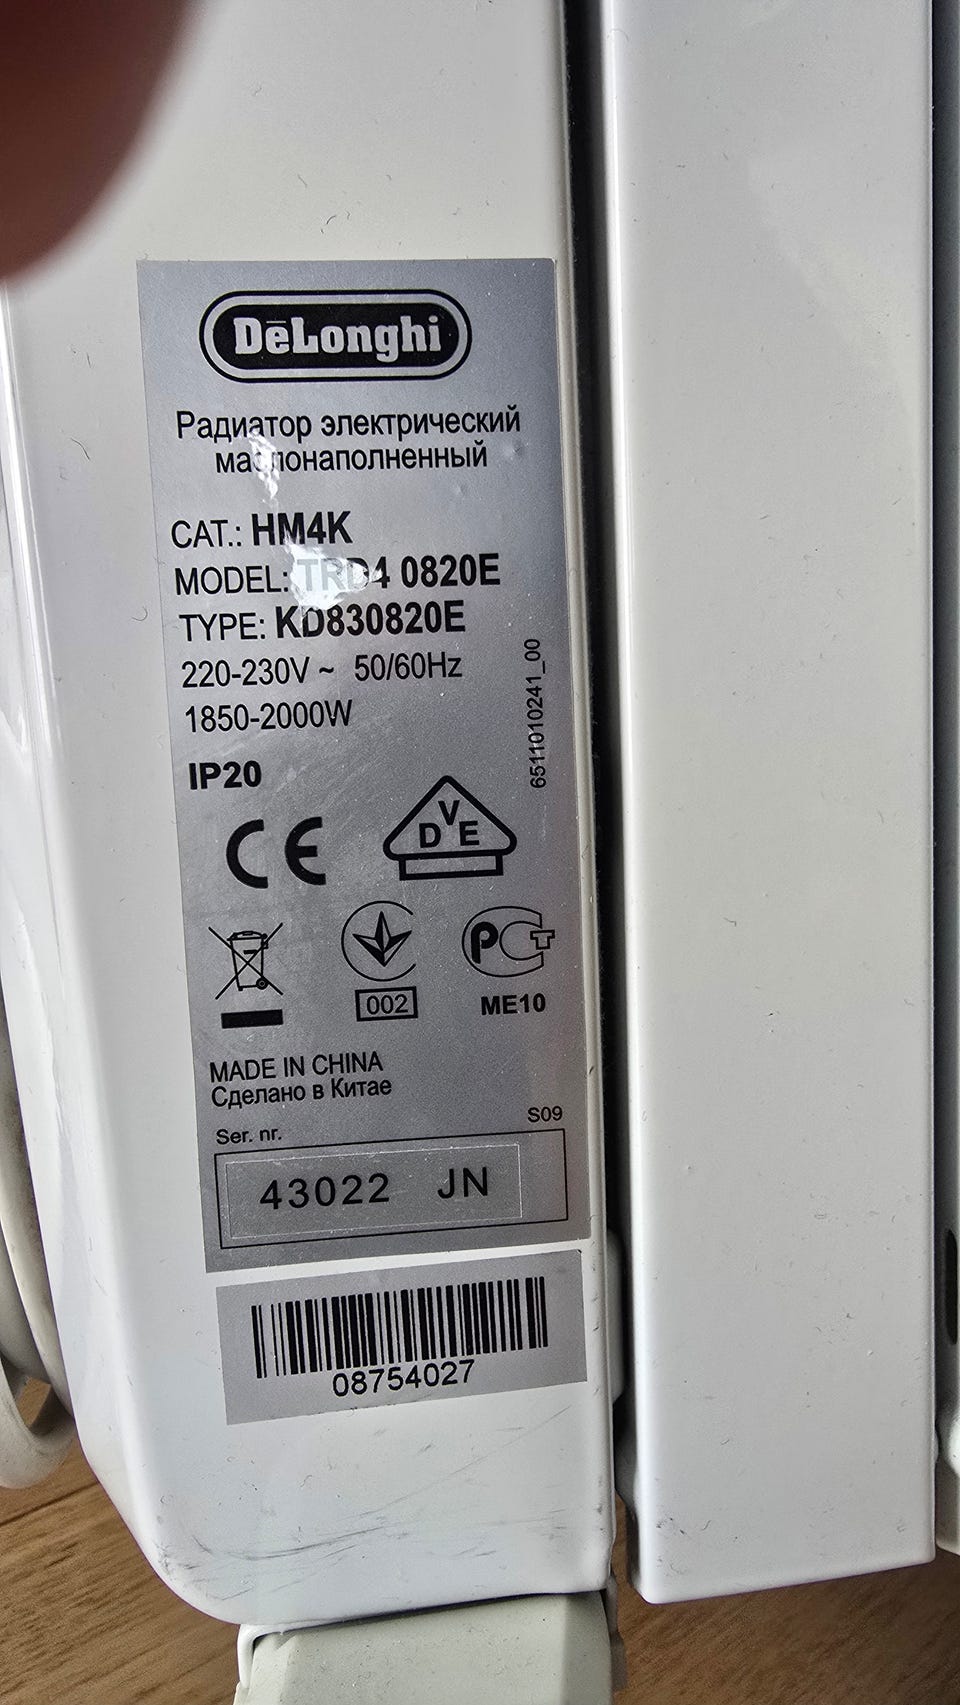 DēLonghi
Радиатор электрический
маслонаполненный
CAT.: HM4K
MODEL: TRD4 0820E
TYPE: KD830820E
220-230V ~ 50/60Hz
1850-2000W
IP20
6511010241_00
CE
DVE
002
PCT
ME10
MADE IN CHINA
Сделано в Китае
S09
Ser. nr.
43022 JN
08754027